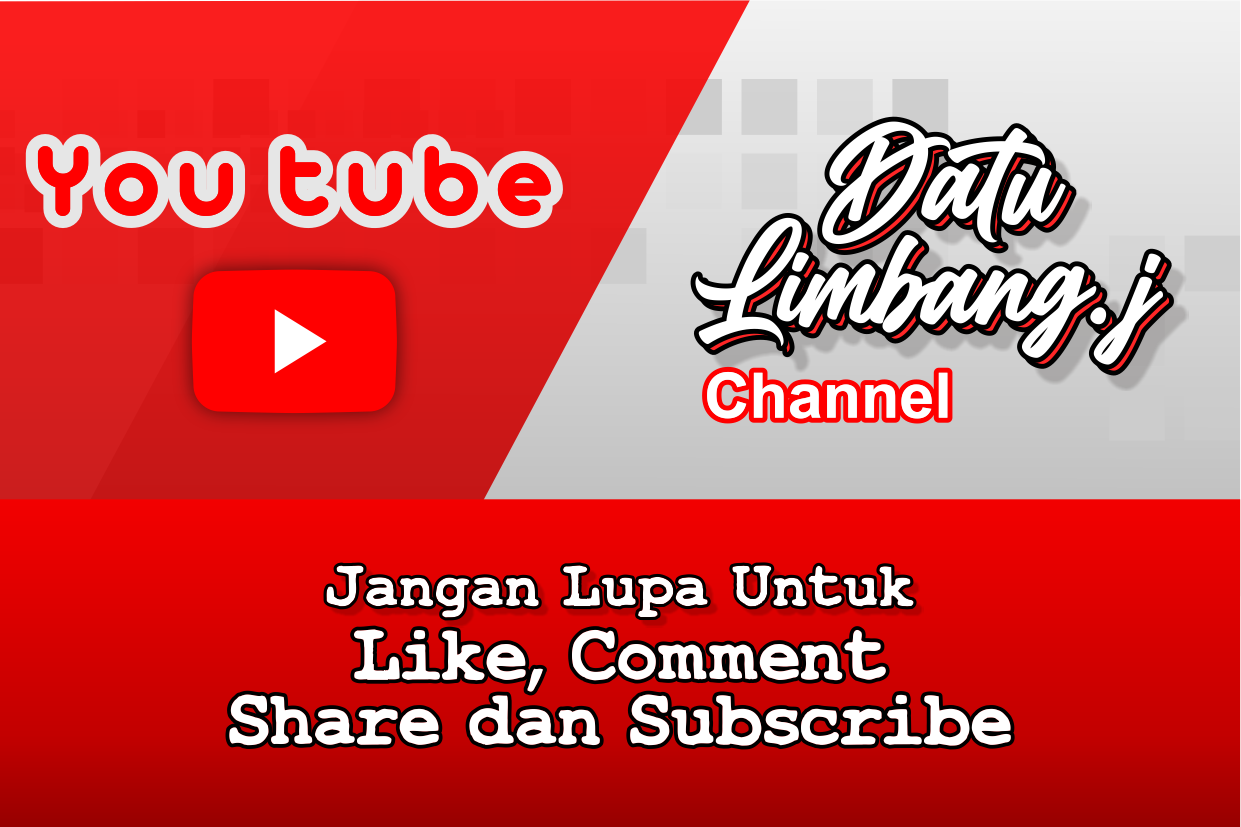 You tube
Datu
Limbang.j
Channel
Jangan Lupa Untuk
Like, Comment
Share dan Subscribe